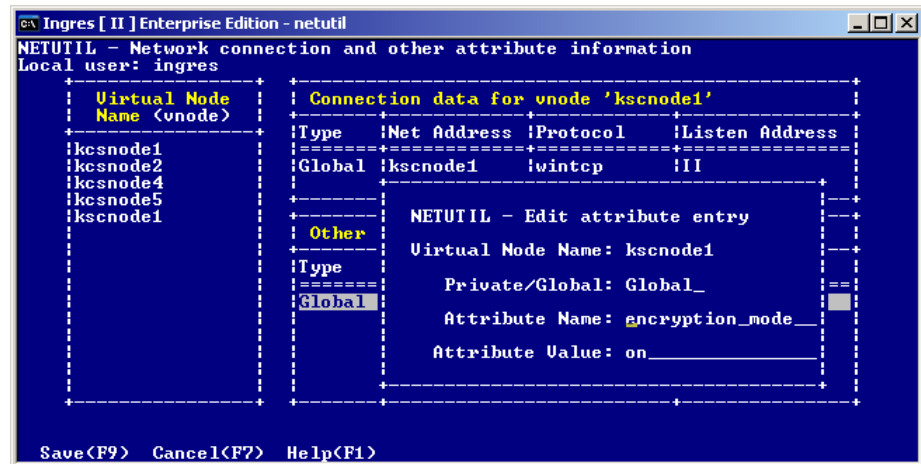 Ingres [ II ] Enterprise Edition - netutil
NETUTIL - Network connection and other attribute information
Local user: ingres
Virtual Node
Name (vnode)
kcsnode1
kcsnode2
kcsnode4
kcsnode5
kscnode1
Connection data for vnode 'kscnode1'
Type Net Address Protocol Listen Address
Global kscnode1 wintcp II
Other
Type
Global
NETUTIL - Edit attribute entry
Virtual Node Name: kscnode1
Private/Global: Global_
Attribute Name: encryption_mode__
Attribute Value: on_______________
Save(F9) Cancel(F7) Help(F1)